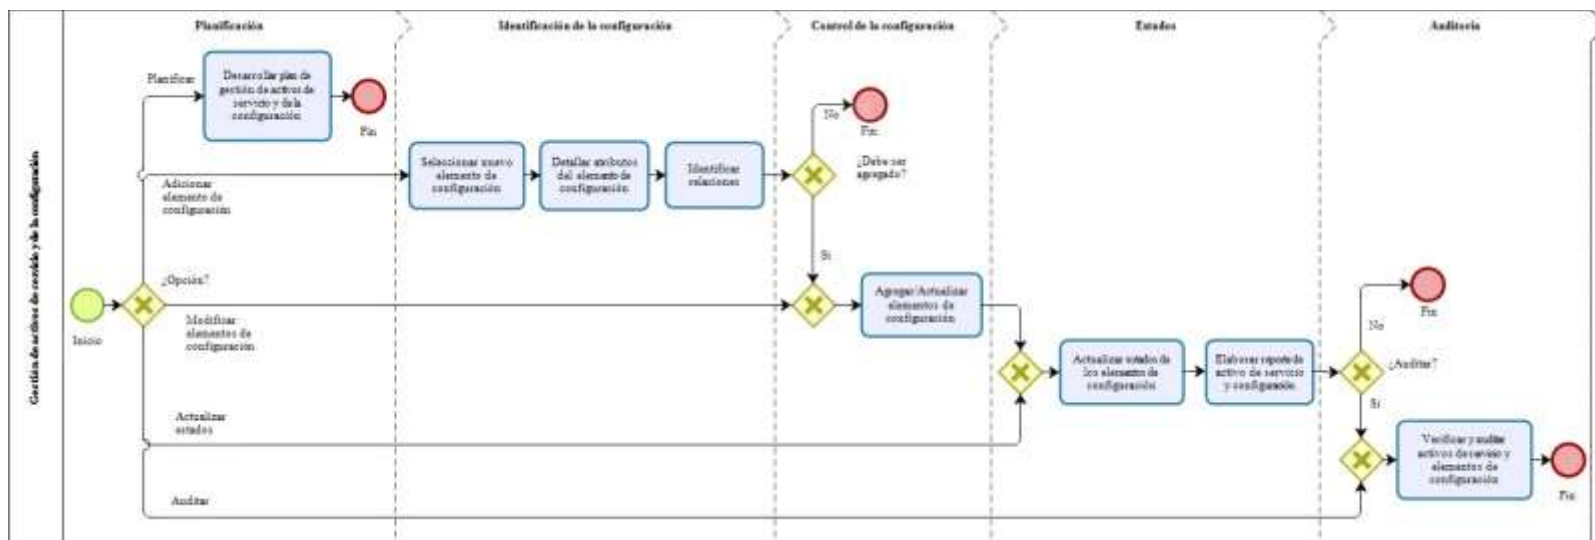 Gestión de activos de servicio y de la configuración
Planificación
Identificación de la configuración
Control de la configuración
Estados
Auditoría
Planificar
Desarrollar plan de
gestión de activos de
servicio y de la
configuración
Fin
Adicionar
elemento de
configuración
Seleccionar nuevo
elemento de
configuración
Detallar atributos
del elemento de
configuración
Identificar
relaciones
No
Fin
¿Debe ser
agregado?
Si
¿Opción?
Inicio
Modificar
elementos de
configuración
Agregar/Actualizar
elementos de
configuración
Actualizar
estados
Actualizar estados de
los elementos de
configuración
Elaborar reporte de
activo de servicio
y configuración
No
Fin
¿Auditar?
Si
Auditar
Verificar y auditar
activos de servicio y
elementos de
configuración
Fin